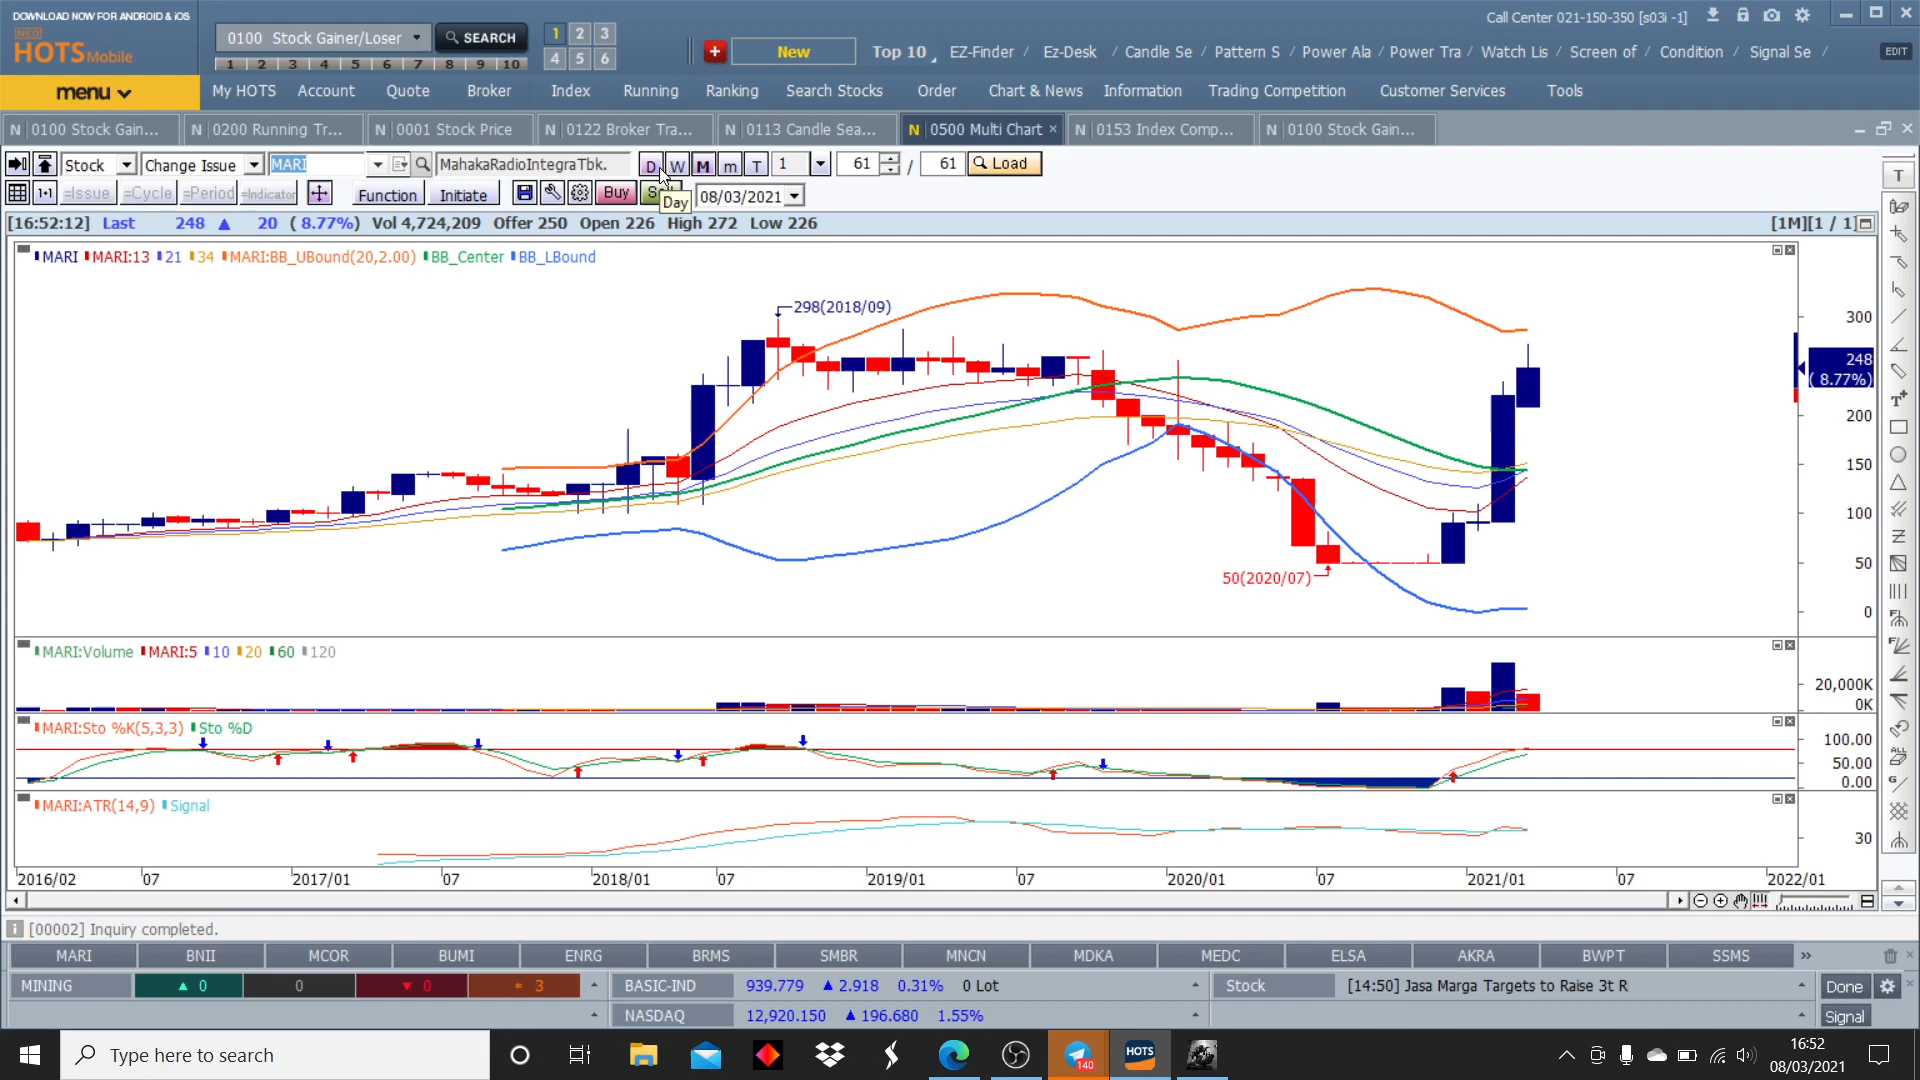 DOWNLOAD NOW FOR ANDROID & iOS
NEO
HOTS Mobile
0100 Stock Gainer/Loser
SEARCH
1 2 3 4 5 6 7 8 9 10
1 2 3
4 5 6
Call Center 021-150-350 [s03i -1]
New
Top 10
EZ-Finder / Ez-Desk / Candle Se / Pattern S / Power Ala / Power Tra / Watch Lis / Screen of / Condition / Signal Se /
EDIT
menu
My HOTS Account Quote Broker Index Running Ranking Search Stocks Order Chart & News Information Trading Competition Customer Services Tools
N 0100 Stock Gain...
N 0200 Running Tr...
N 0001 Stock Price
N 0122 Broker Tra...
N 0113 Candle Sea...
N 0500 Multi Chart
N 0153 Index Comp...
N 0100 Stock Gain...
Stock Change Issue MARI MahakaRadioIntegraTbk. D W M m T 1 61 / 61 Load
=Issue =Cycle =Period =Indicator Function Initiate Buy 08/03/2021
Day
[16:52:12] Last 248 ▲ 20 ( 8.77%) Vol 4,724,209 Offer 250 Open 226 High 272 Low 226
[1M][1 / 1]
MARI MARI:13 21 34 MARI:BB_UBound(20,2.00) BB_Center BB_LBound
298(2018/09)
50(2020/07)
300
248
( 8.77%)
200
150
100
50
0
MARI:Volume MARI:5 10 20 60 120
20,000K
0K
MARI:Sto %K(5,3,3) Sto %D
100.00
50.00
0.00
MARI:ATR(14,9) Signal
30
2016/02 07 2017/01 07 2018/01 07 2019/01 07 2020/01 07 2021/01 07 2022/01
[00002] Inquiry completed.
MARI BNII MCOR BUMI ENRG BRMS SMBR MNCN MDKA MEDC ELSA AKRA BWPT SSMS »
MINING ▲ 0 0 ▼ 0 * 3 BASIC-IND 939.779 ▲ 2.918 0.31% 0 Lot Stock [14:50] Jasa Marga Targets to Raise 3t R Done
NASDAQ 12,920.150 ▲ 196.680 1.55% Signal
Type here to search
140
HOTS
16:52
08/03/2021